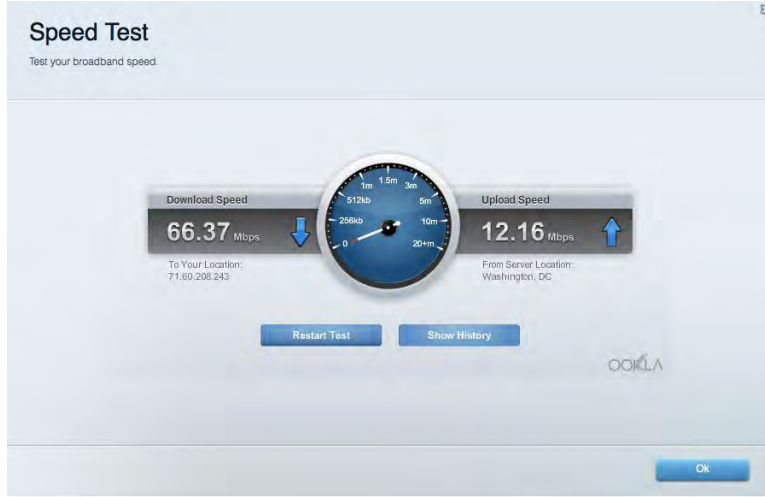 Speed Test
Test your broadband speed.
Download Speed
66.37 Mbps
To Your Location:
71.60.208.243
0
256kb
512kb
1m
1.5m
3m
5m
10m
20+m
Upload Speed
12.16 Mbps
From Server Location:
Washington, DC
Restart Test
Show History
OOKLA
Ok